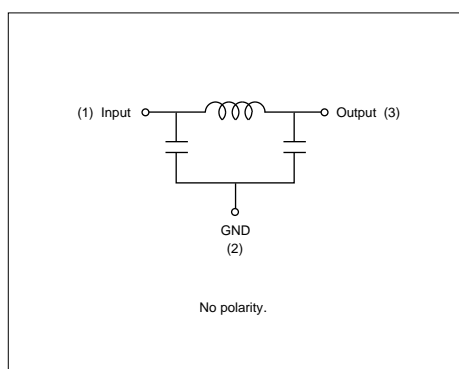 (1) Input
Output (3)
GND
(2)
No polarity.